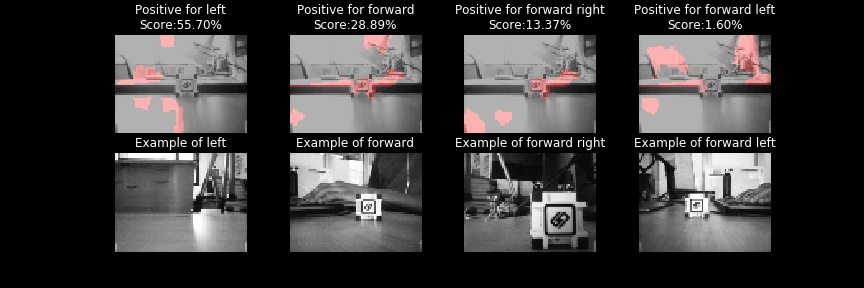 Positive for left
Score:55.70%
Positive for forward
Score:28.89%
Positive for forward right
Score:13.37%
Positive for forward left
Score:1.60%
Example of left
Example of forward
Example of forward right
Example of forward left